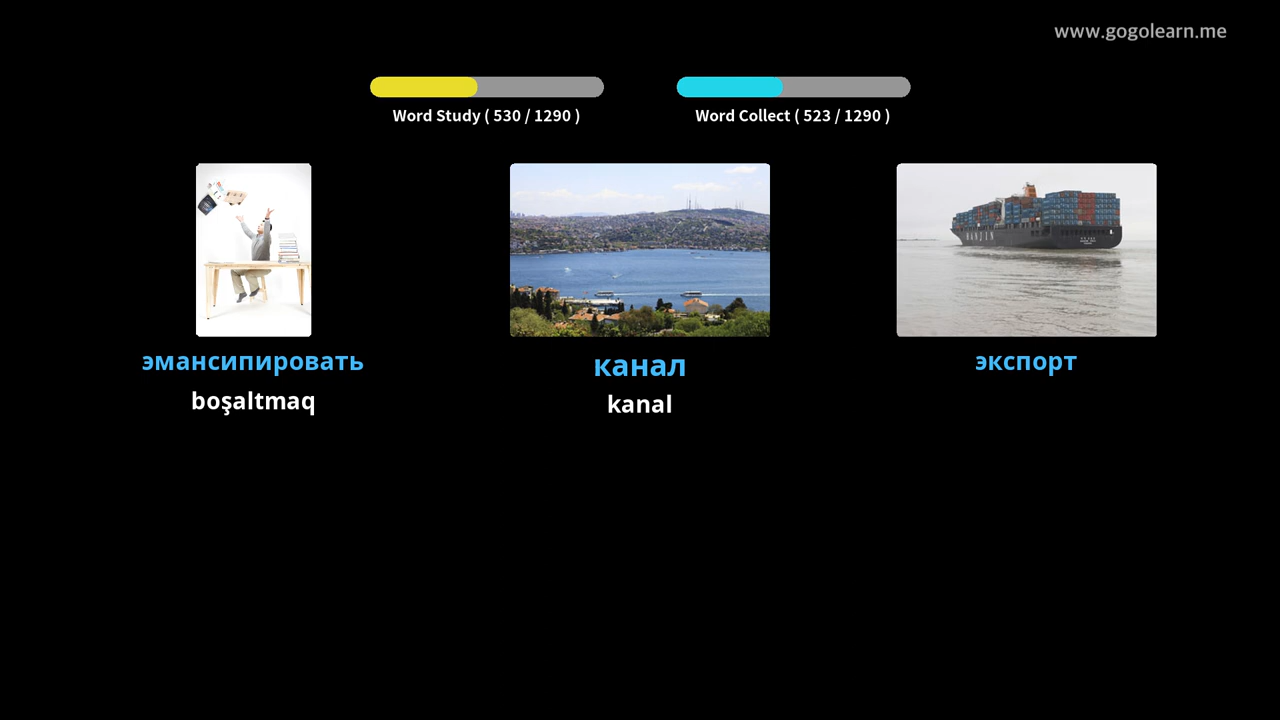 www.gogolearn.me
Word Study ( 530 / 1290 )
Word Collect ( 523 / 1290 )
эмансипировать
boşaltmaq
канал
kanal
экспорт